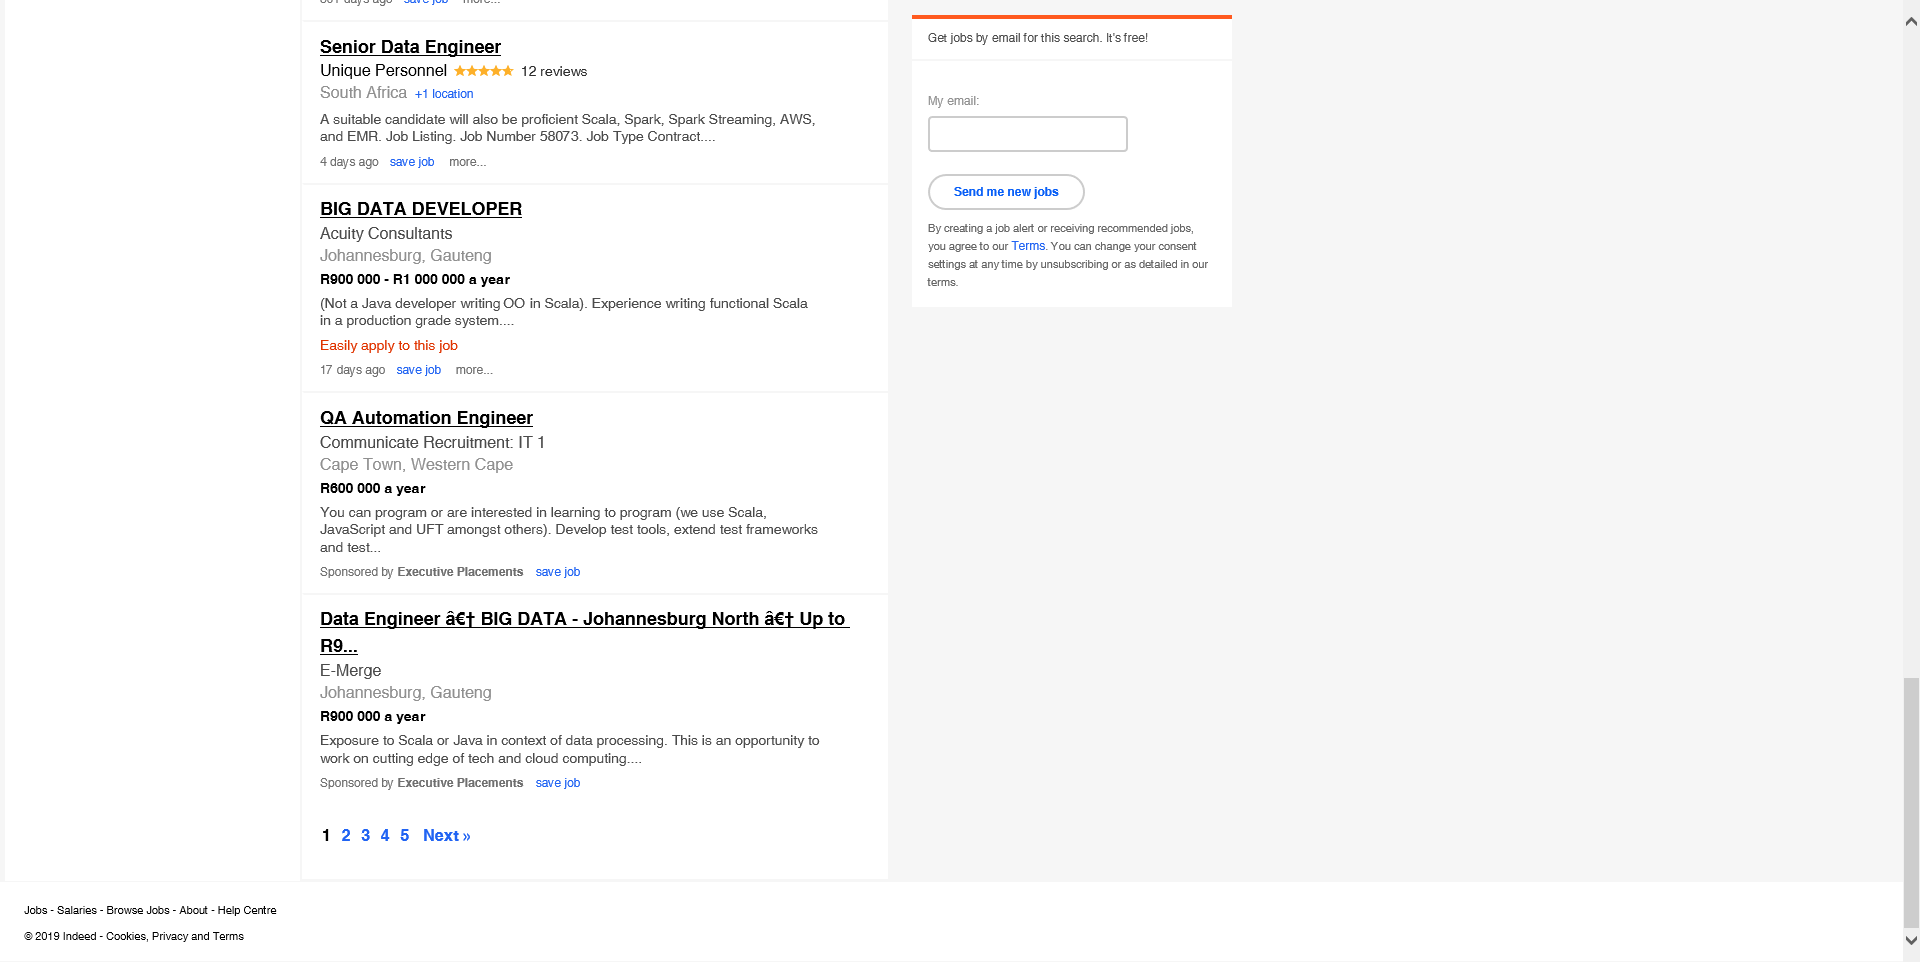 save job more...
Senior Data Engineer
Unique Personnel 12 reviews
South Africa +1 location
A suitable candidate will also be proficient Scala, Spark, Spark Streaming, AWS,
and EMR. Job Listing. Job Number 58073. Job Type Contract....
4 days ago save job more...
BIG DATA DEVELOPER
Acuity Consultants
Johannesburg, Gauteng
R900 000 - R1 000 000 a year
(Not a Java developer writing OO in Scala). Experience writing functional Scala
in a production grade system....
Easily apply to this job
17 days ago save job more...
QA Automation Engineer
Communicate Recruitment: IT 1
Cape Town, Western Cape
R600 000 a year
You can program or are interested in learning to program (we use Scala,
JavaScript and UFT amongst others). Develop test tools, extend test frameworks
and test...
Sponsored by Executive Placements save job
Data Engineer â€† BIG DATA - Johannesburg North â€† Up to
R9...
E-Merge
Johannesburg, Gauteng
R900 000 a year
Exposure to Scala or Java in context of data processing. This is an opportunity to
work on cutting edge of tech and cloud computing....
Sponsored by Executive Placements save job
1 2 3 4 5 Next »
Get jobs by email for this search. It's free!
My email:
Send me new jobs
By creating a job alert or receiving recommended jobs,
you agree to our Terms. You can change your consent
settings at any time by unsubscribing or as detailed in our
terms.
Jobs - Salaries - Browse Jobs - About - Help Centre
© 2019 Indeed - Cookies, Privacy and Terms